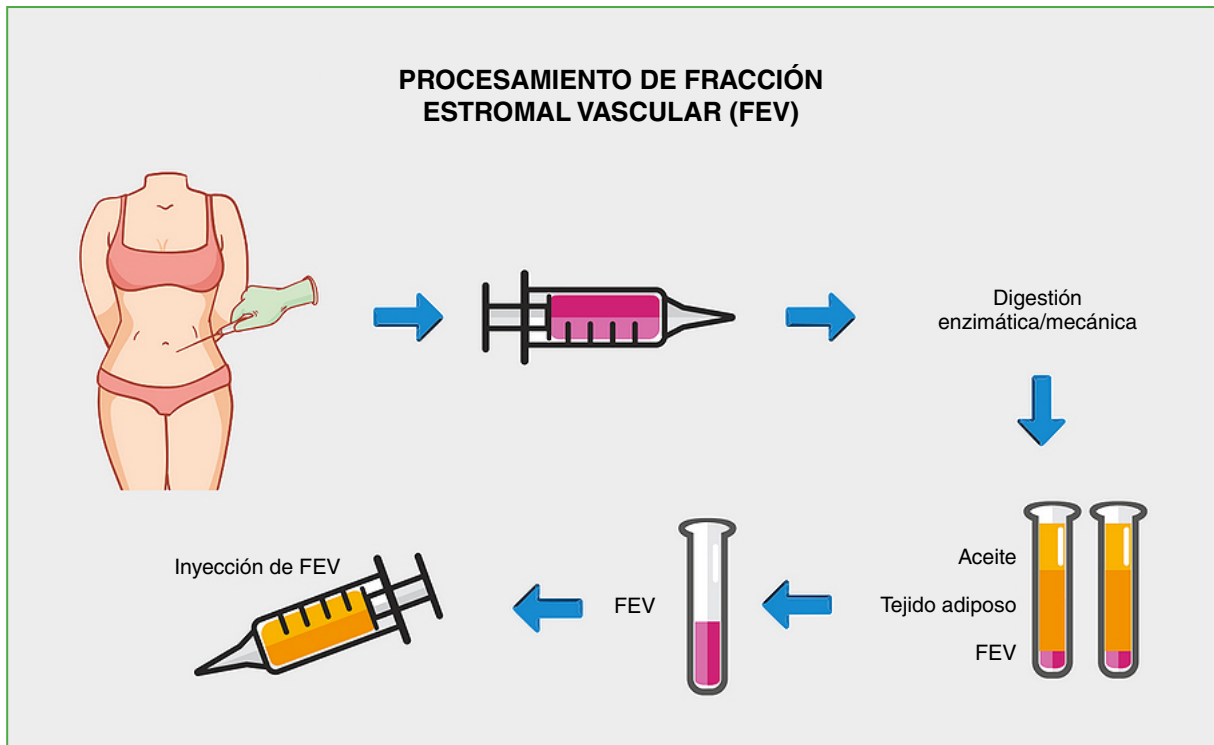 PROCESAMIENTO DE FRACCIÓN
ESTROMAL VASCULAR (FEV)
Digestión
enzimática/mecánica
Aceite
Tejido adiposo
FEV
FEV
Inyección de FEV